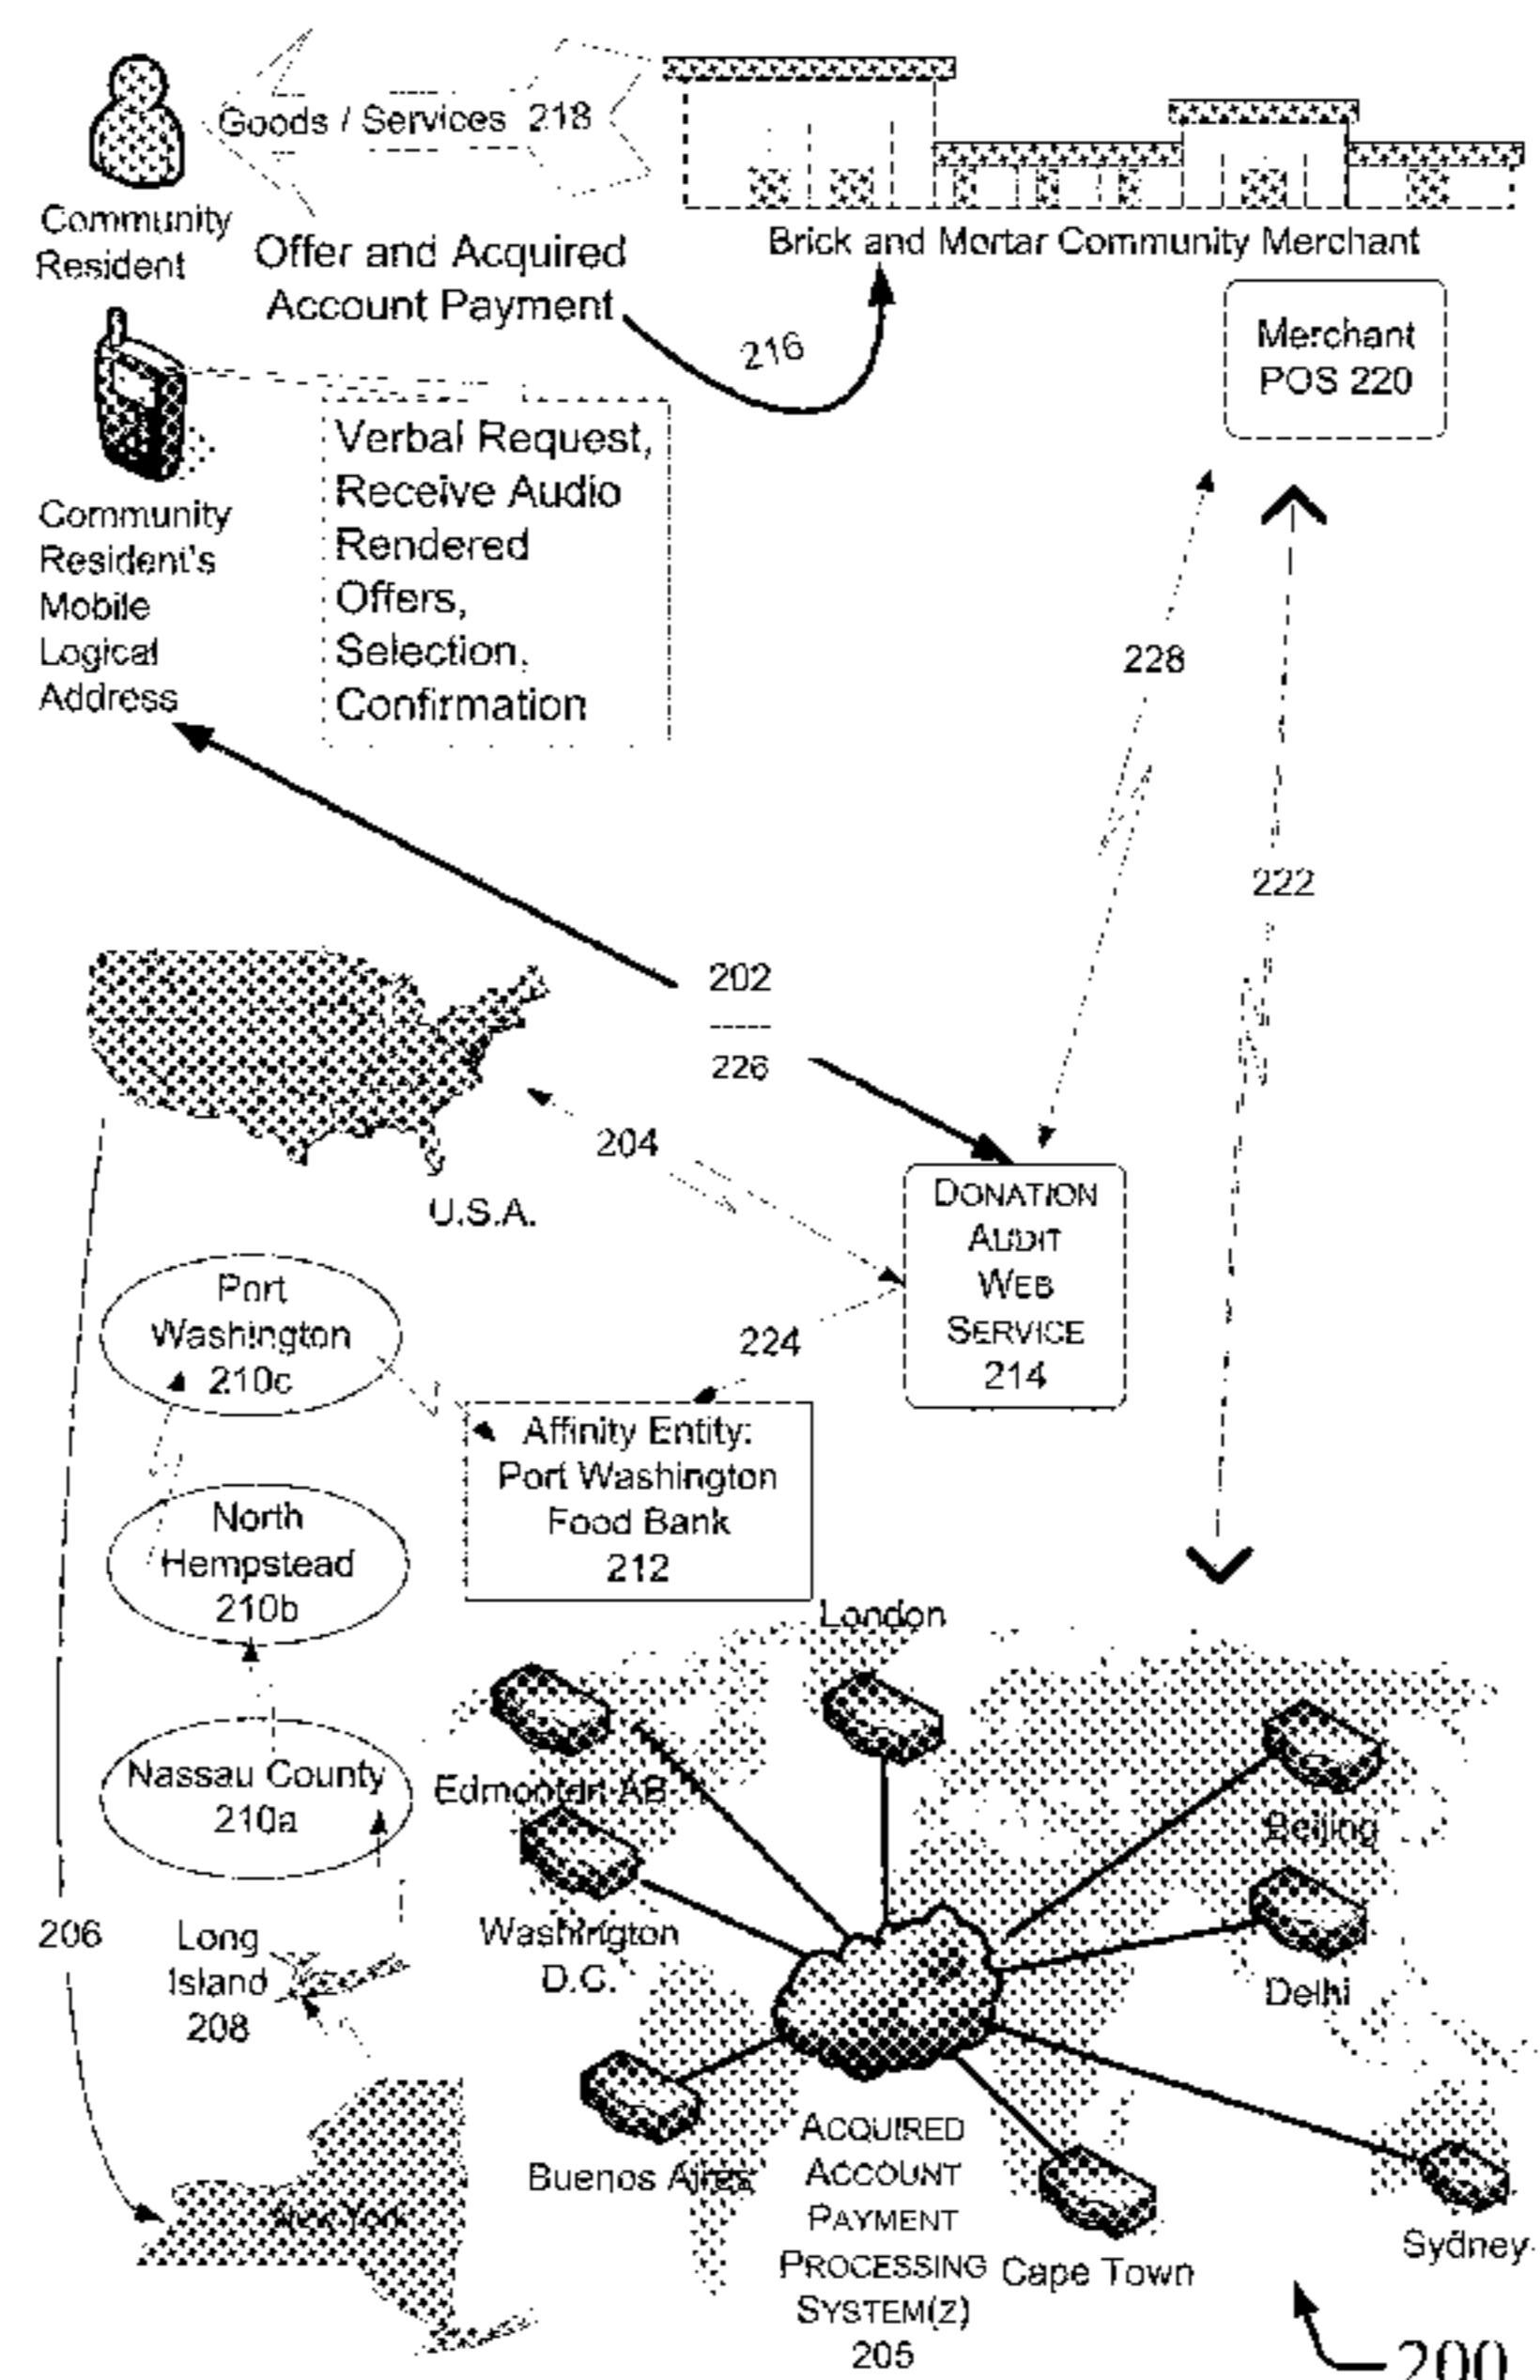 Goods / Services 218
Community
Resident
Offer and Acquired
Account Payment
Brick and Mortar Community Merchant
216
Merchant
POS 220
Verbal Request,
Receive Audio
Rendered
Offers,
Selection,
Confirmation
Community
Resident's
Mobile
Logical
Address
228
222
202
226
204
U.S.A.
DONATION
AUDIT
WEB
SERVICE
214
224
Port
Washington
210c
Affinity Entity:
Port Washington
Food Bank
212
North
Hempstead
210b
Nassau County
210a
London
Edmonton AB
Beijing
Washington
D.C.
Delhi
206
Long
Island
208
Buenos Aires
New York
ACQUIRED
ACCOUNT
PAYMENT
PROCESSING
SYSTEM(Z)
205
Cape Town
Sydney
200